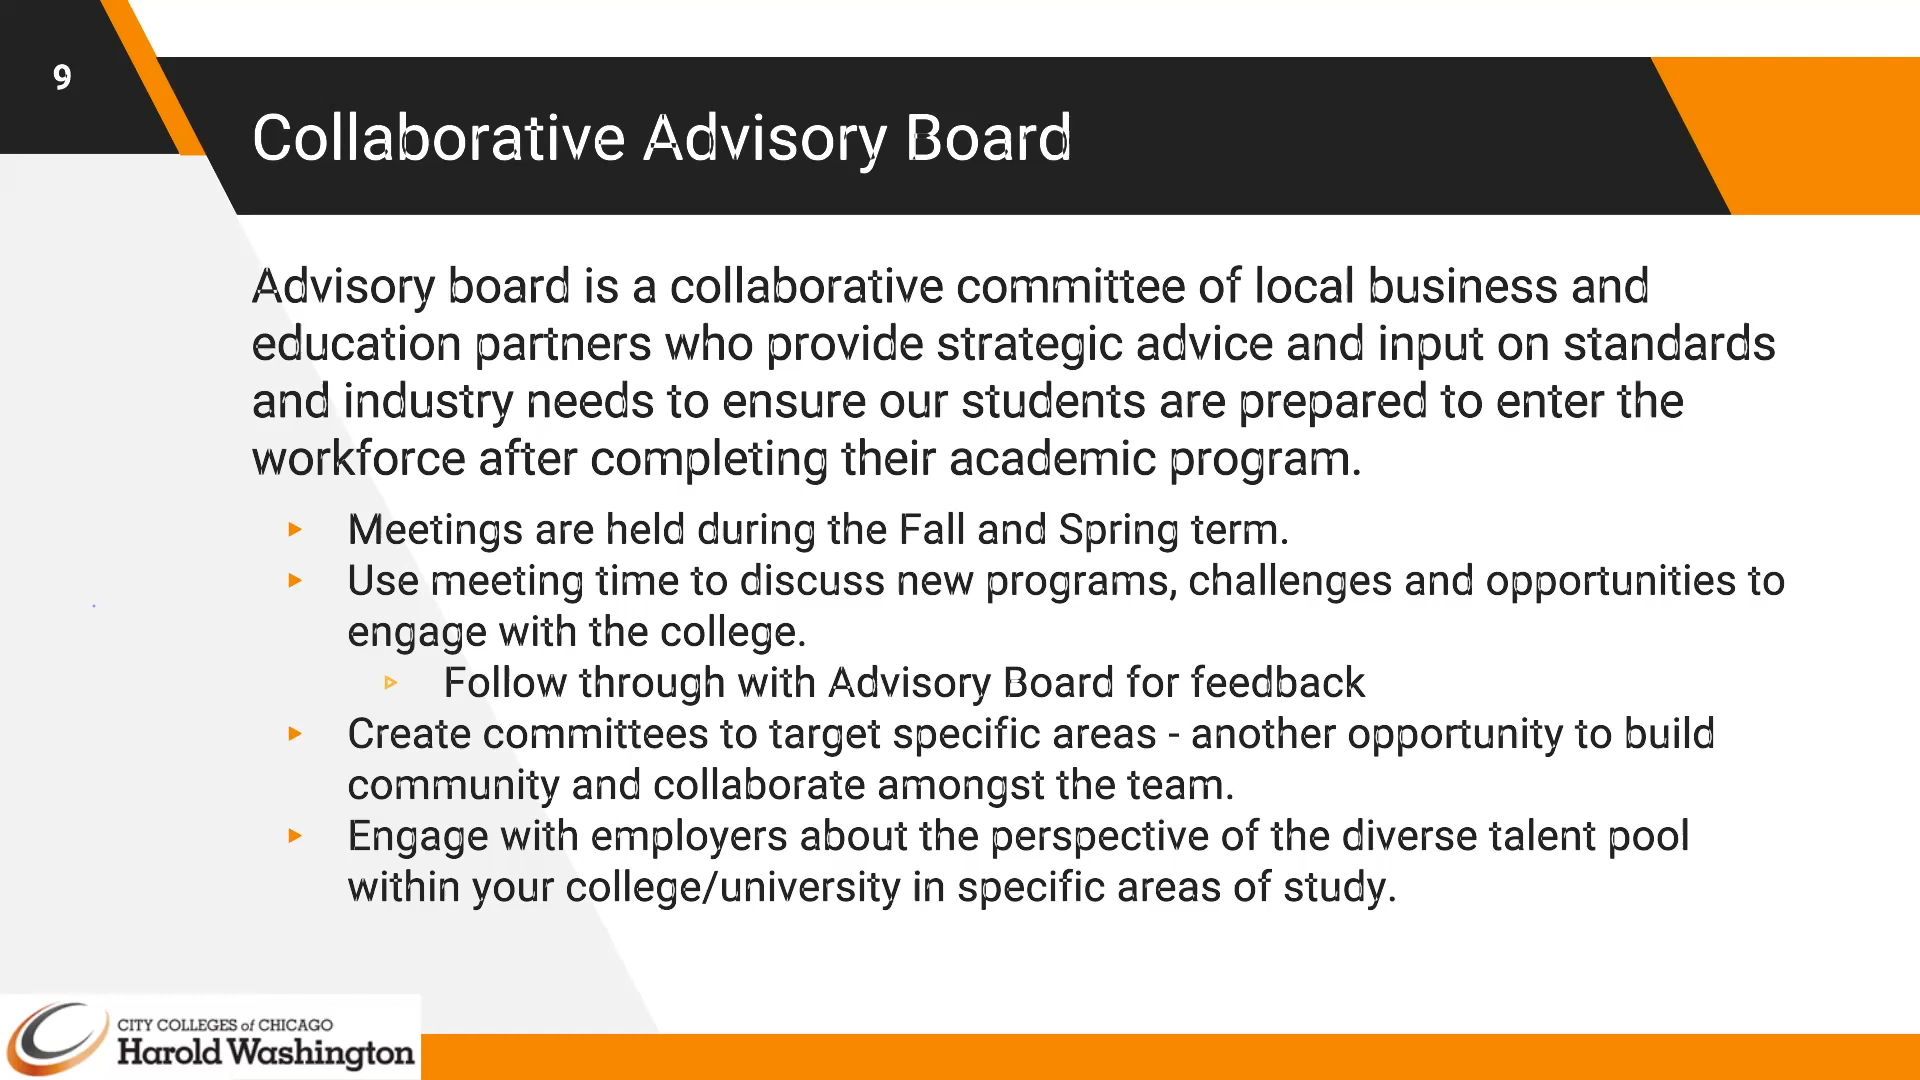 9
Collaborative Advisory Board
Advisory board is a collaborative committee of local business and
education partners who provide strategic advice and input on standards
and industry needs to ensure our students are prepared to enter the
workforce after completing their academic program.
Meetings are held during the Fall and Spring term.
Use meeting time to discuss new programs, challenges and opportunities to
engage with the college.
Follow through with Advisory Board for feedback
Create committees to target specific areas - another opportunity to build
community and collaborate amongst the team.
Engage with employers about the perspective of the diverse talent pool
within your college/university in specific areas of study.
CITY COLLEGES of CHICAGO
Harold Washington